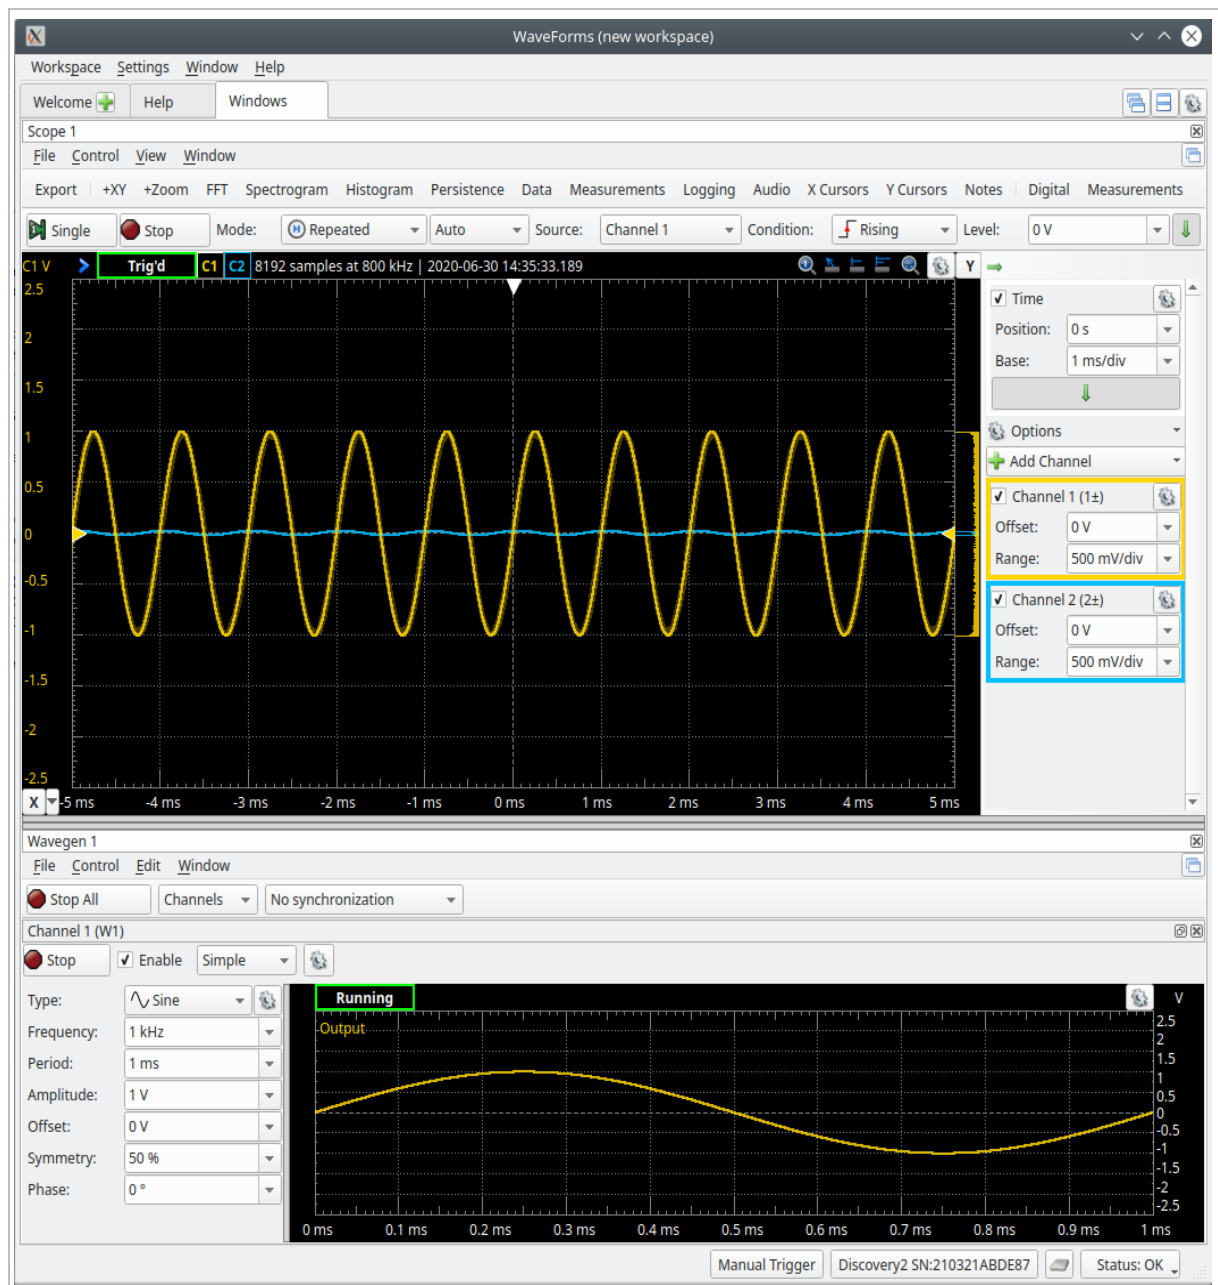 WaveForms (new workspace)
Workspace Settings Window Help
Welcome Help Windows
Scope 1
File Control View Window
Export +XY +Zoom FFT Spectrogram Histogram Persistence Data Measurements Logging Audio X Cursors Y Cursors Notes Digital Measurements
Single Stop Mode: Repeated Auto Source: Channel 1 Condition: Rising Level: 0 V
C1 V Trig'd C1 C2 8192 samples at 800 kHz | 2020-06-30 14:35:33.189 Y
2.5
2
1.5
1
0.5
0
-0.5
-1
-1.5
-2
-2.5
X -5 ms -4 ms -3 ms -2 ms -1 ms 0 ms 1 ms 2 ms 3 ms 4 ms 5 ms
Time
Position: 0 s
Base: 1 ms/div
Options
Add Channel
Channel 1 (1±)
Offset: 0 V
Range: 500 mV/div
Channel 2 (2±)
Offset: 0 V
Range: 500 mV/div
Wavegen 1
File Control Edit Window
Stop All Channels No synchronization
Channel 1 (W1)
Stop Enable Simple
Type: Sine
Frequency: 1 kHz
Period: 1 ms
Amplitude: 1 V
Offset: 0 V
Symmetry: 50 %
Phase: 0 °
Running V
Output
2.5
2
1.5
1
0.5
0
-0.5
-1
-1.5
-2
-2.5
0 ms 0.1 ms 0.2 ms 0.3 ms 0.4 ms 0.5 ms 0.6 ms 0.7 ms 0.8 ms 0.9 ms 1 ms
Manual Trigger Discovery2 SN:210321ABDE87 Status: OK